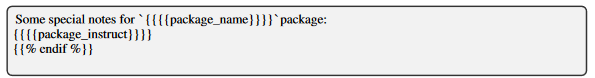 Some special notes for `{{{{package_name}}}}`package:
{{{{package_instruct}}}}
{{% endif %}}